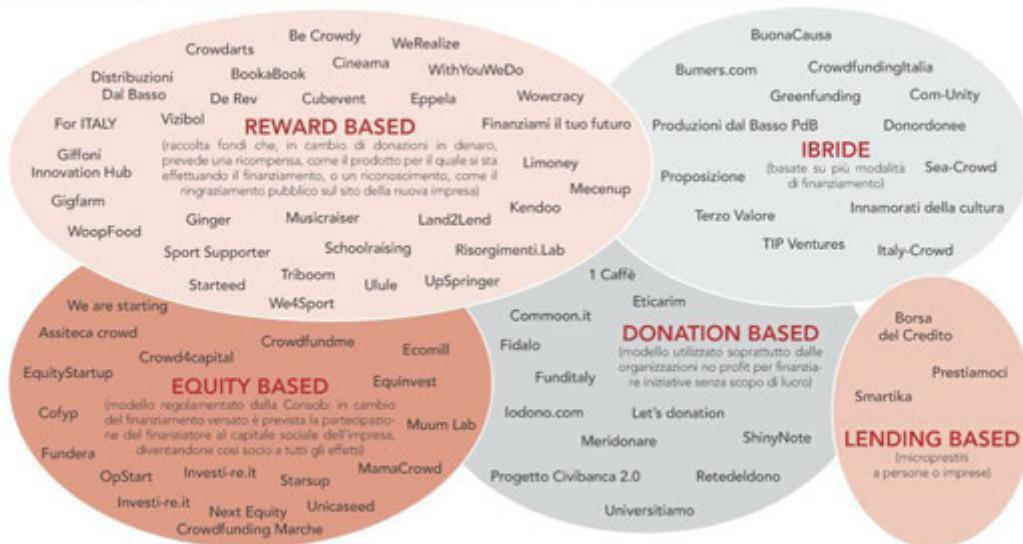 Be Crowdy
Crowdarts
WeRealize
Cineama
Distribuzioni
Dal Basso
BookaBook
WithYouWeDo
De Rev
Cubevent
Eppela
Wowcracy
For ITALY
Vizibol
REWARD BASED
Finanziami il tuo futuro
(raccolta fondi che, in cambio di donazioni in denaro,
prevede una ricompensa, come il prodotto per il quale si sta
effettuando il finanziamento, o un riconoscimento, come il
ringraziamento pubblico sul sito della nuova impresa)
Giffoni
Innovation Hub
Limoney
Mecenup
Gigfarm
Kendoo
WoopFood
Ginger
Musicraiser
Land2Lend
Sport Supporter
Schoolraising
Risorgimenti.Lab
Starteed
Triboom
Ulule
UpSpringer
We4Sport
BuonaCausa
Bumers.com
CrowdfundingItalia
Greenfunding
Com-Unity
Produzioni dal Basso PdB
Donordonee
IBRIDE
(basate su più modalità
di finanziamento)
Proposizione
Sea-Crowd
Terzo Valore
Innamorati della cultura
TIP Ventures
Italy-Crowd
We are starting
Assiteca crowd
Crowdfundme
Crowd4capital
Ecomill
EquityStartup
EQUITY BASED
Equinvest
(modello regolamentato dalla Consob: in cambio
del finanziamento versato è prevista la partecipazio-
ne del finanziatore al capitale sociale dell'impresa,
diventandone così socio a tutti gli effetti)
Cofyp
Muum Lab
Fundera
OpStart
Investi-re.it
Starsup
MamaCrowd
Investi-re.it
Next Equity
Unicaseed
Crowdfunding Marche
1 Caffè
Eticarim
Commoon.it
DONATION BASED
(modello utilizzato soprattutto dalle
organizzazioni no profit per finanzia-
re iniziative senza scopo di lucro)
Fidalo
Funditaly
Iodono.com
Let's donation
Meridonare
ShinyNote
Progetto Civibanca 2.0
Retedeldono
Universitiamo
Borsa
del Credito
Prestiamoci
Smartika
LENDING BASED
(microprestiti
a persone o imprese)